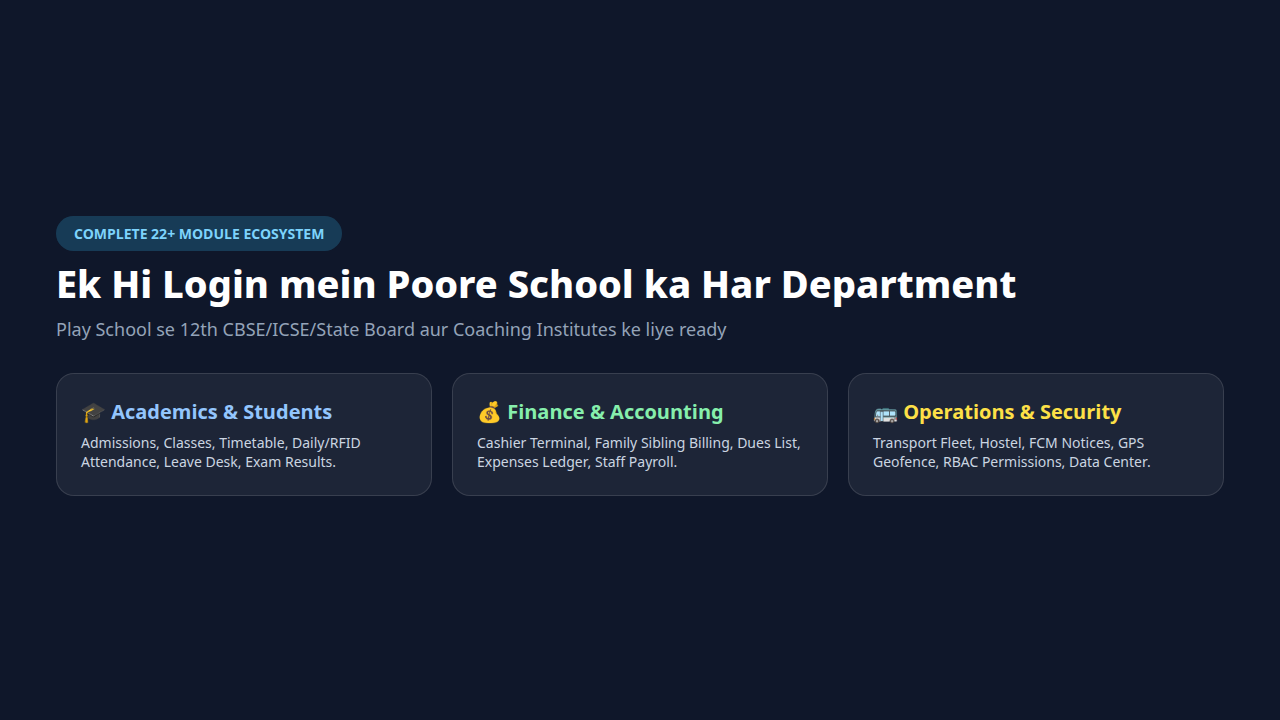 COMPLETE 22+ MODULE ECOSYSTEM
Ek Hi Login mein Poore School ka Har Department
Play School se 12th CBSE/ICSE/State Board aur Coaching Institutes ke liye ready
🎓 Academics & Students
Admissions, Classes, Timetable, Daily/RFID
Attendance, Leave Desk, Exam Results.
💰 Finance & Accounting
Cashier Terminal, Family Sibling Billing, Dues List,
Expenses Ledger, Staff Payroll.
🚌 Operations & Security
Transport Fleet, Hostel, FCM Notices, GPS
Geofence, RBAC Permissions, Data Center.